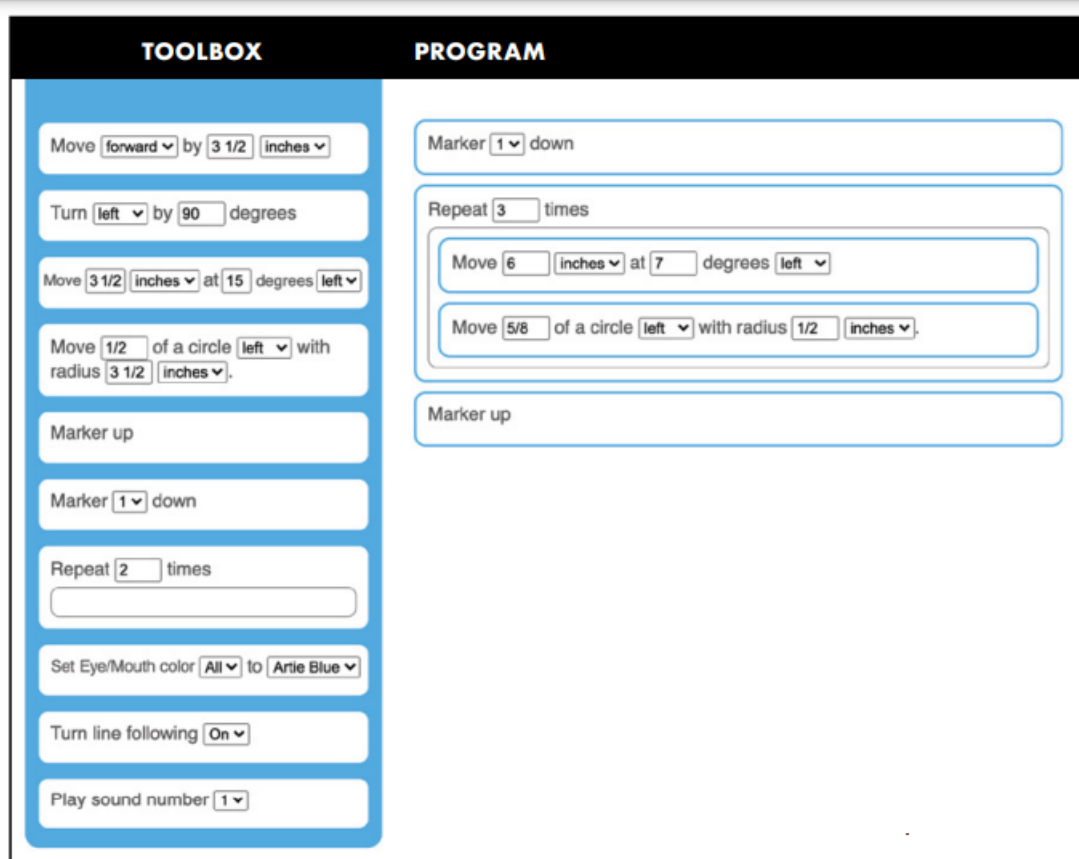 TOOLBOX
PROGRAM
Move forward by 3 1/2 inches
Turn left by 90 degrees
Move 3 1/2 inches at 15 degrees left
Move 1/2 of a circle left with
radius 3 1/2 inches.
Marker up
Marker 1 down
Repeat 2 times
Set Eye/Mouth color All to Artie Blue
Turn line following On
Play sound number 1
Marker 1 down
Repeat 3 times
Move 6 inches at 7 degrees left
Move 5/8 of a circle left with radius 1/2 inches.
Marker up